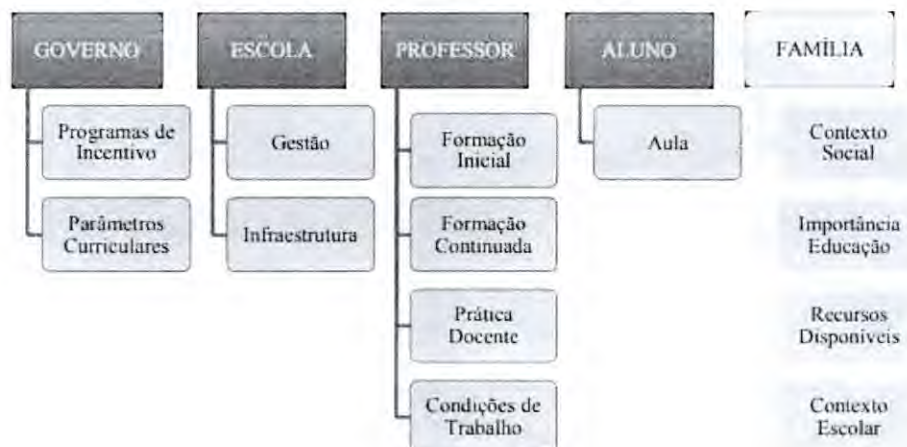 GOVERNO
Programas de
Incentivo
Parâmetros
Curriculares
ESCOLA
Gestão
Infraestrutura
PROFESSOR
Formação
Inicial
Formação
Continuada
Prática
Docente
Condições de
Trabalho
ALUNO
Aula
FAMÍLIA
Contexto
Social
Importância
Educação
Recursos
Disponíveis
Contexto
Escolar